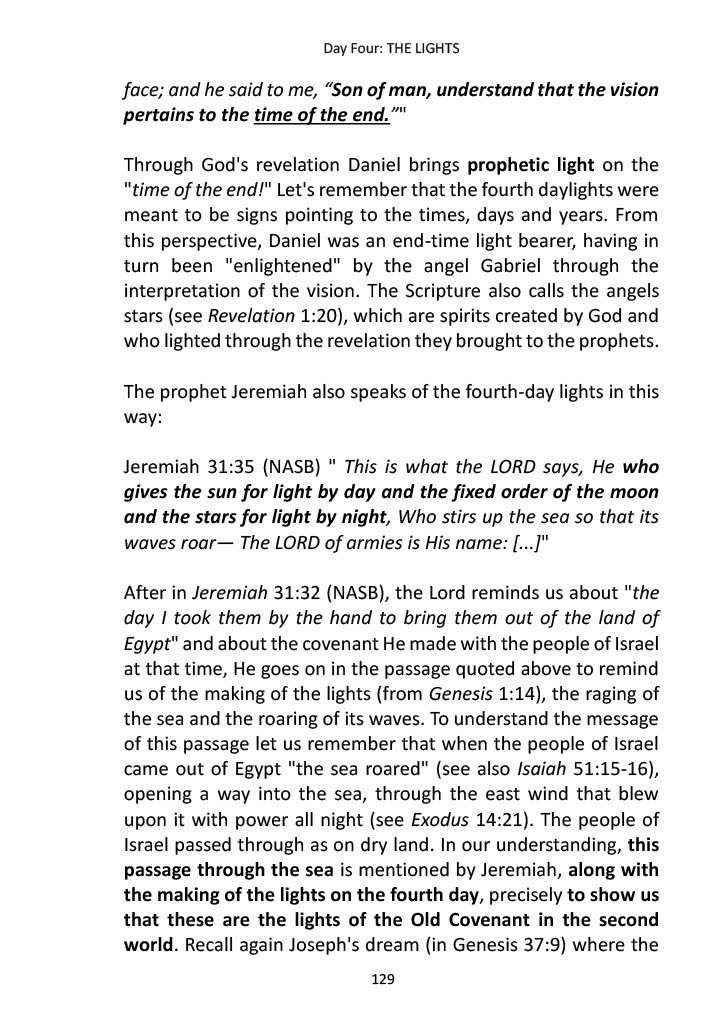 Day Four: THE LIGHTS
face; and he said to me, “Son of man, understand that the vision
pertains to the time of the end.”"
Through God's revelation Daniel brings prophetic light on the
"time of the end!" Let's remember that the fourth daylights were
meant to be signs pointing to the times, days and years. From
this perspective, Daniel was an end-time light bearer, having in
turn been "enlightened" by the angel Gabriel through the
interpretation of the vision. The Scripture also calls the angels
stars (see Revelation 1:20), which are spirits created by God and
who lighted through the revelation they brought to the prophets.
The prophet Jeremiah also speaks of the fourth-day lights in this
way:
Jeremiah 31:35 (NASB) " This is what the LORD says, He who
gives the sun for light by day and the fixed order of the moon
and the stars for light by night, Who stirs up the sea so that its
waves roar— The LORD of armies is His name: [...]"
After in Jeremiah 31:32 (NASB), the Lord reminds us about "the
day I took them by the hand to bring them out of the land of
Egypt" and about the covenant He made with the people of Israel
at that time, He goes on in the passage quoted above to remind
us of the making of the lights (from Genesis 1:14), the raging of
the sea and the roaring of its waves. To understand the message
of this passage let us remember that when the people of Israel
came out of Egypt "the sea roared" (see also Isaiah 51:15-16),
opening a way into the sea, through the east wind that blew
upon it with power all night (see Exodus 14:21). The people of
Israel passed through as on dry land. In our understanding, this
passage through the sea is mentioned by Jeremiah, along with
the making of the lights on the fourth day, precisely to show us
that these are the lights of the Old Covenant in the second
world. Recall again Joseph's dream (in Genesis 37:9) where the
129